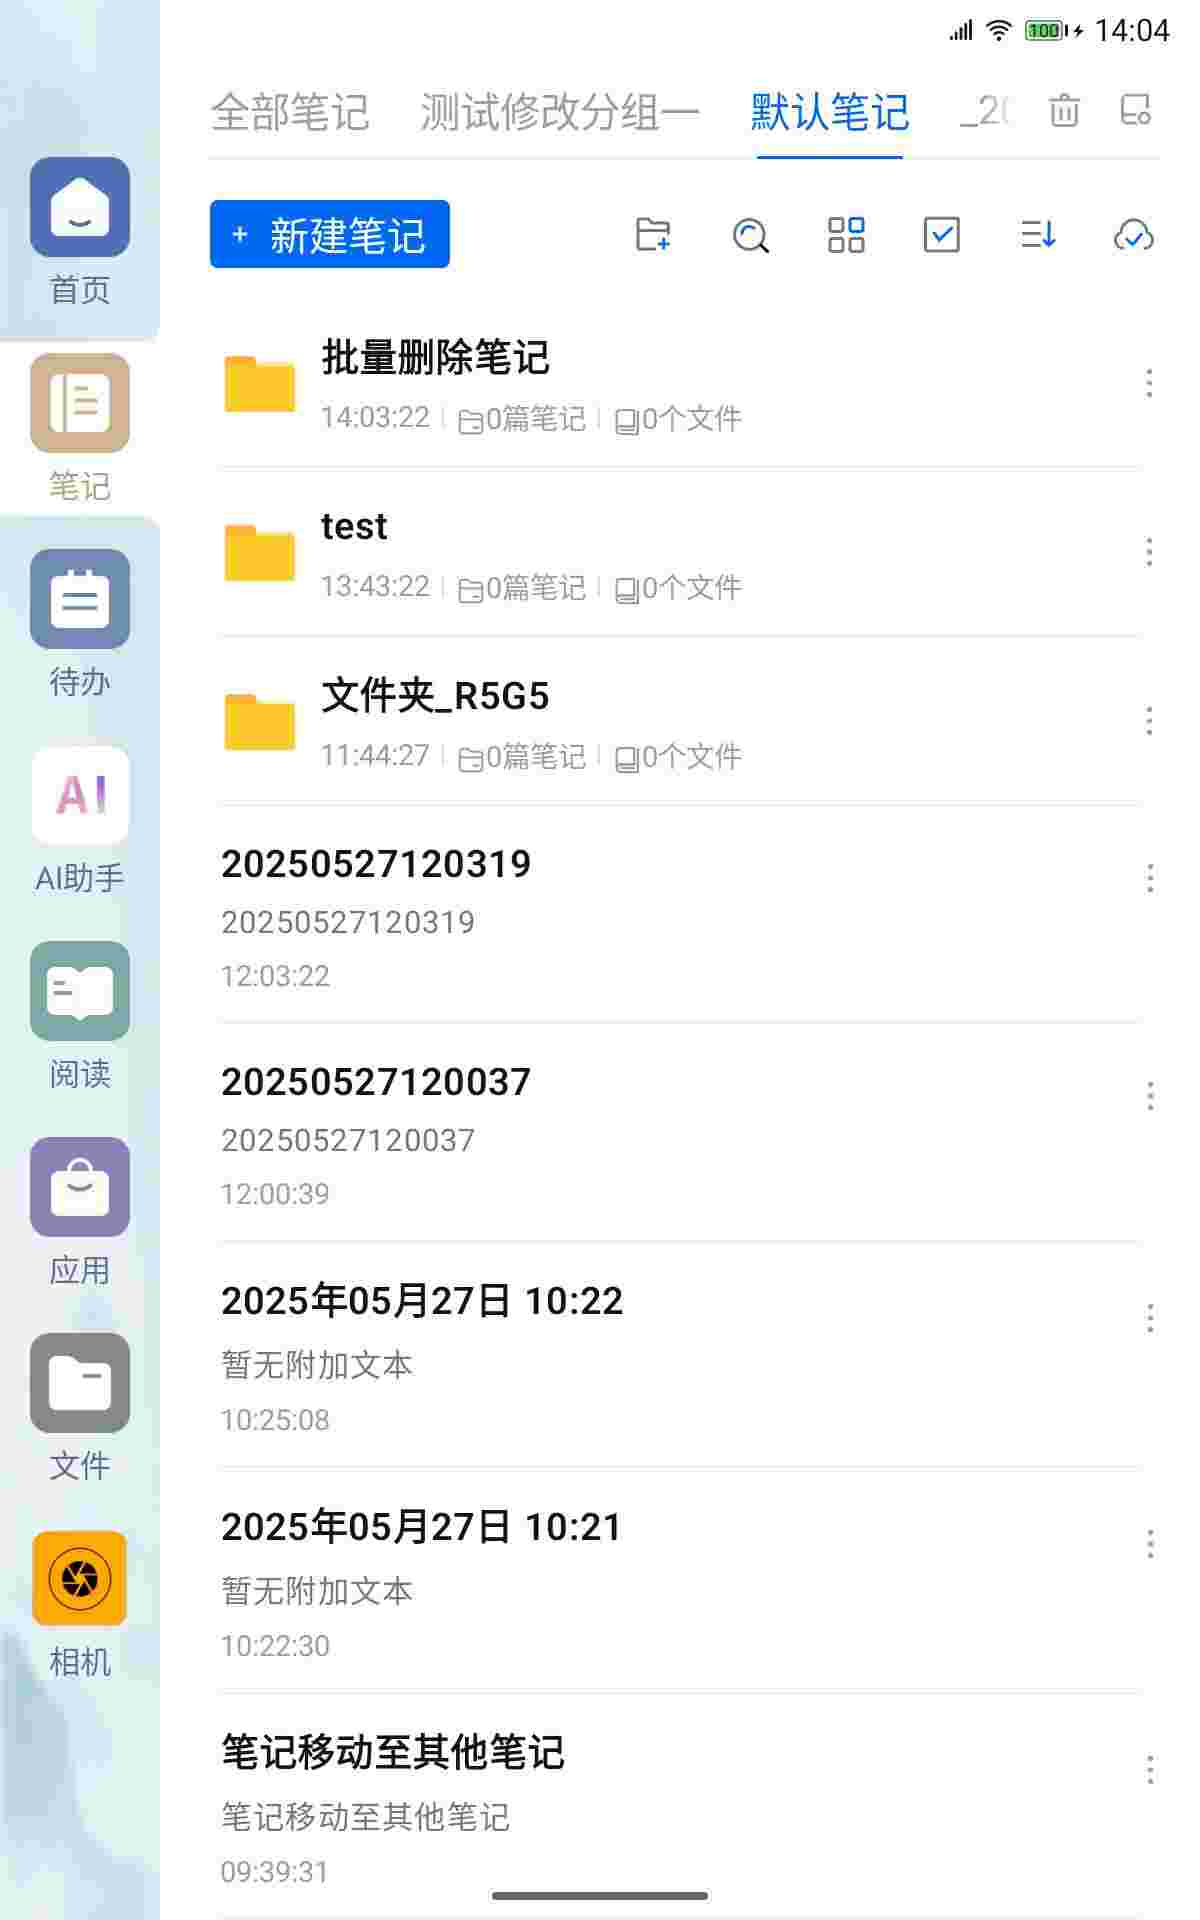 100 14:04
全部笔记 测试修改分组一 默认笔记 _20
+ 新建笔记
首页
笔记
待办
AI
AI助手
阅读
应用
文件
相机
批量删除笔记
14:03:22 0篇笔记 0个文件
test
13:43:22 0篇笔记 0个文件
文件夹_R5G5
11:44:27 0篇笔记 0个文件
20250527120319
20250527120319
12:03:22
20250527120037
20250527120037
12:00:39
2025年05月27日 10:22
暂无附加文本
10:25:08
2025年05月27日 10:21
暂无附加文本
10:22:30
笔记移动至其他笔记
笔记移动至其他笔记
09:39:31